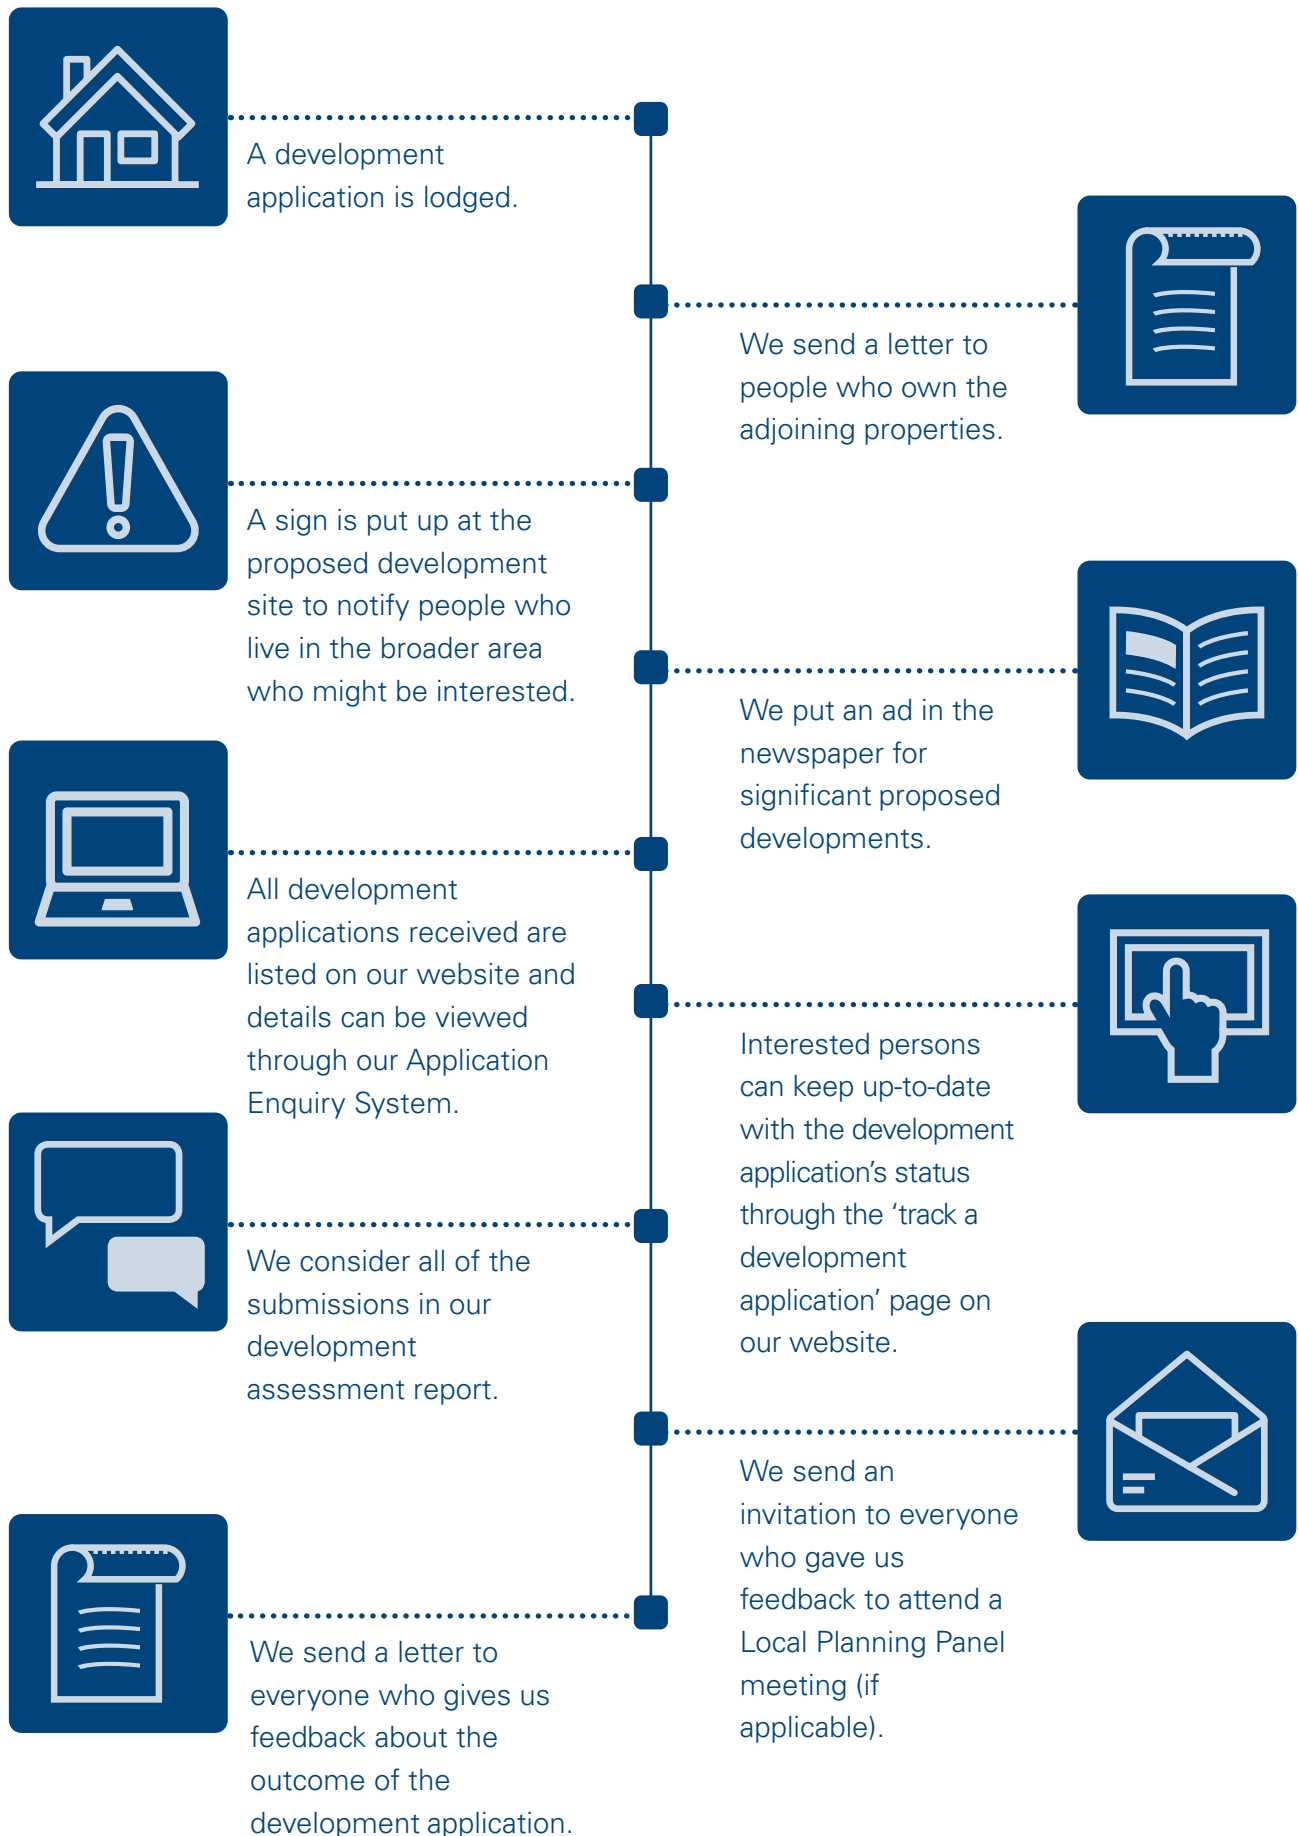 A development
application is lodged.
We send a letter to
people who own the
adjoining properties.
A sign is put up at the
proposed development
site to notify people who
live in the broader area
who might be interested.
We put an ad in the
newspaper for
significant proposed
developments.
All development
applications received are
listed on our website and
details can be viewed
through our Application
Enquiry System.
Interested persons
can keep up-to-date
with the development
application’s status
through the ‘track a
development
application’ page on
our website.
We consider all of the
submissions in our
development
assessment report.
We send an
invitation to everyone
who gave us
feedback to attend a
Local Planning Panel
meeting (if
applicable).
We send a letter to
everyone who gives us
feedback about the
outcome of the
development application.